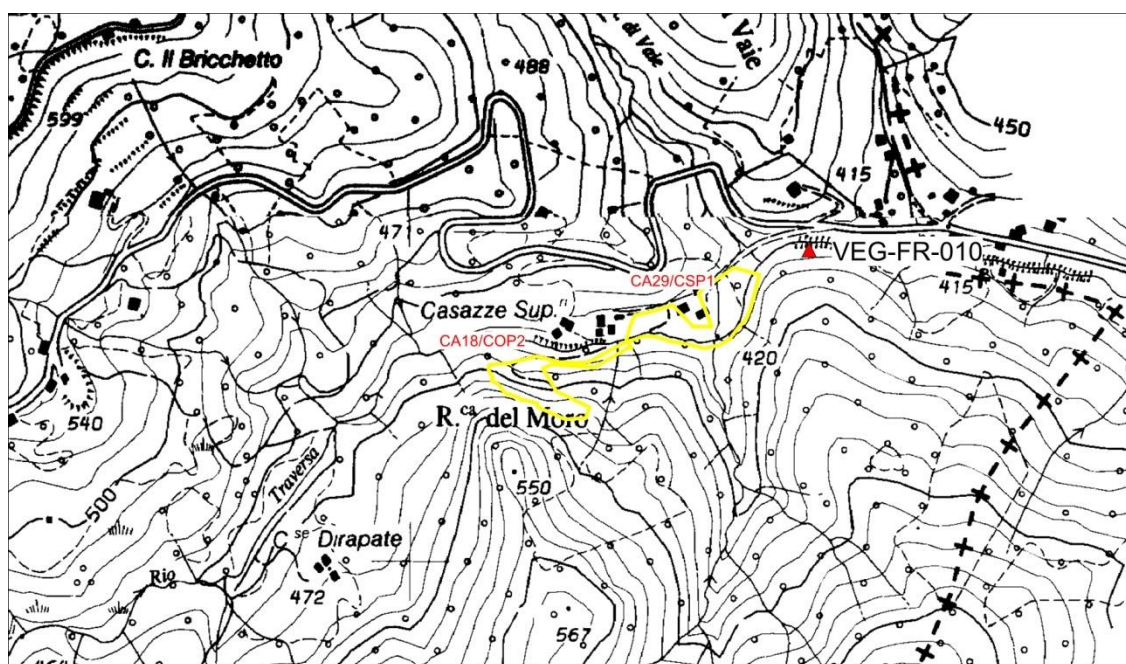 C. Il Bricchetto
488
di Vaie
Vaie
599
450
415
471
VEG-FR-010
CA29/CSP1
415
Casazze Sup.ri
CA18/COP2
420
R.ca del Moro
540
550
Traversa
500
C se Dirapate
Rio
472
567
464